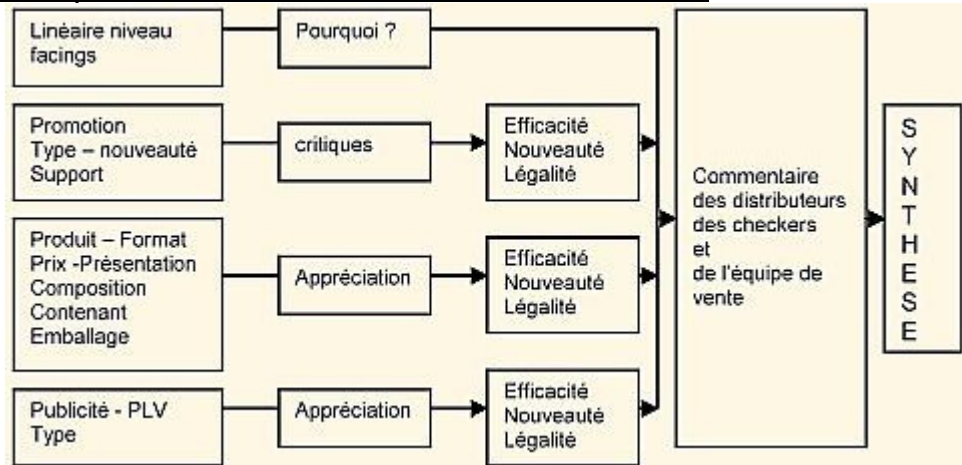 Linéaire niveau
facings
Pourquoi ?
Promotion
Type – nouveauté
Support
critiques
Efficacité
Nouveauté
Légalité
Produit – Format
Prix -Présentation
Composition
Contenant
Emballage
Appréciation
Efficacité
Nouveauté
Légalité
Publicité - PLV
Type
Appréciation
Efficacité
Nouveauté
Légalité
Commentaire
des distributeurs
des checkers
et
de l'équipe de
vente
S
Y
N
T
H
E
S
E